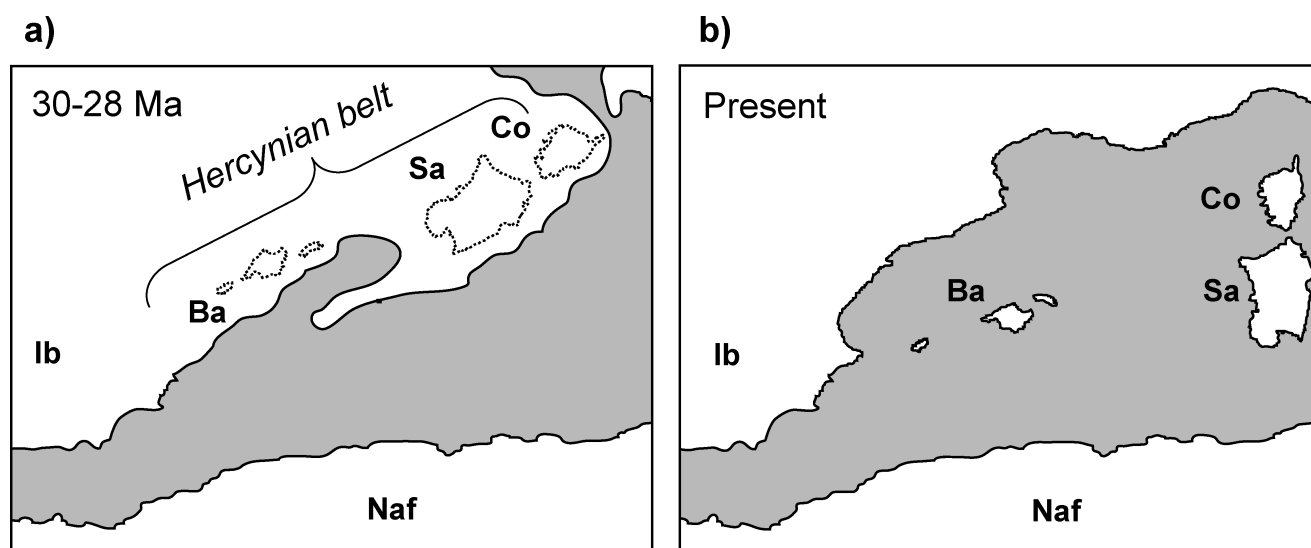 a)
30-28 Ma
Hercynian belt
Co
Sa
Ba
Ib
Naf
b)
Present
Co
Ba
Sa
Ib
Naf